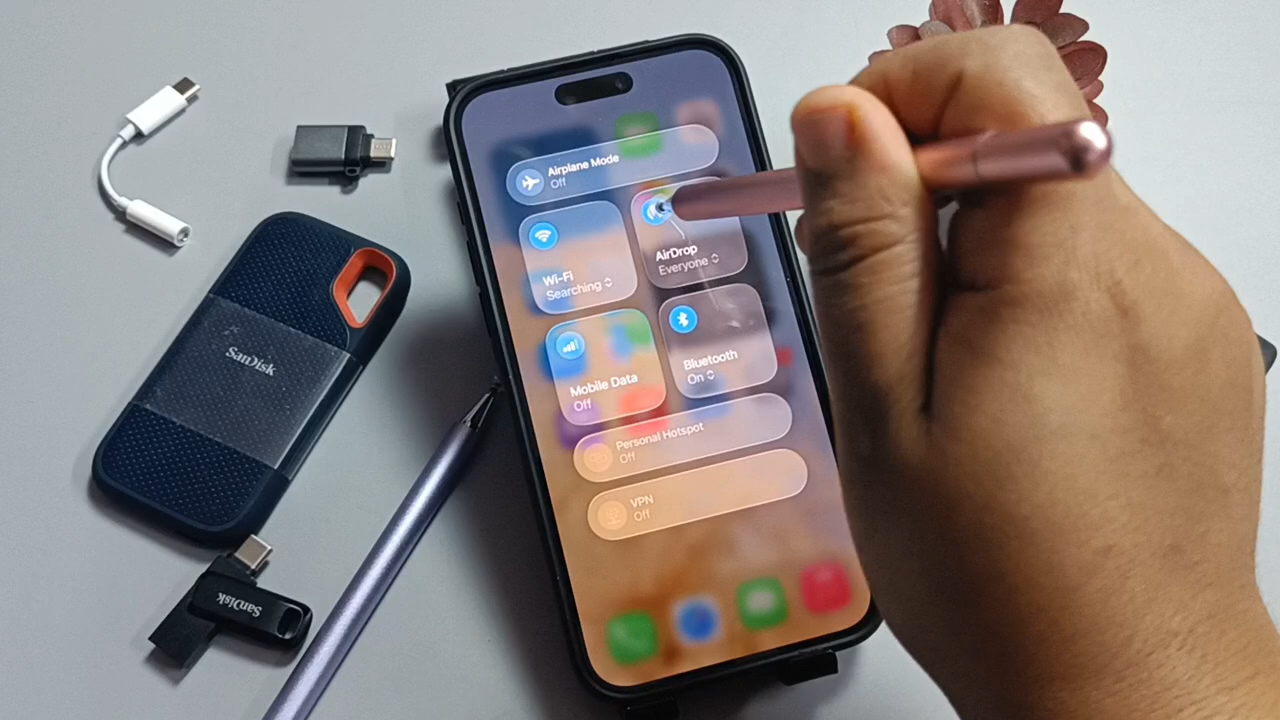 Airplane Mode
Off
Wi-Fi
Searching
AirDrop
Everyone
Mobile Data
Off
Bluetooth
On
Personal Hotspot
Off
VPN
Off
SanDisk
SanDisk